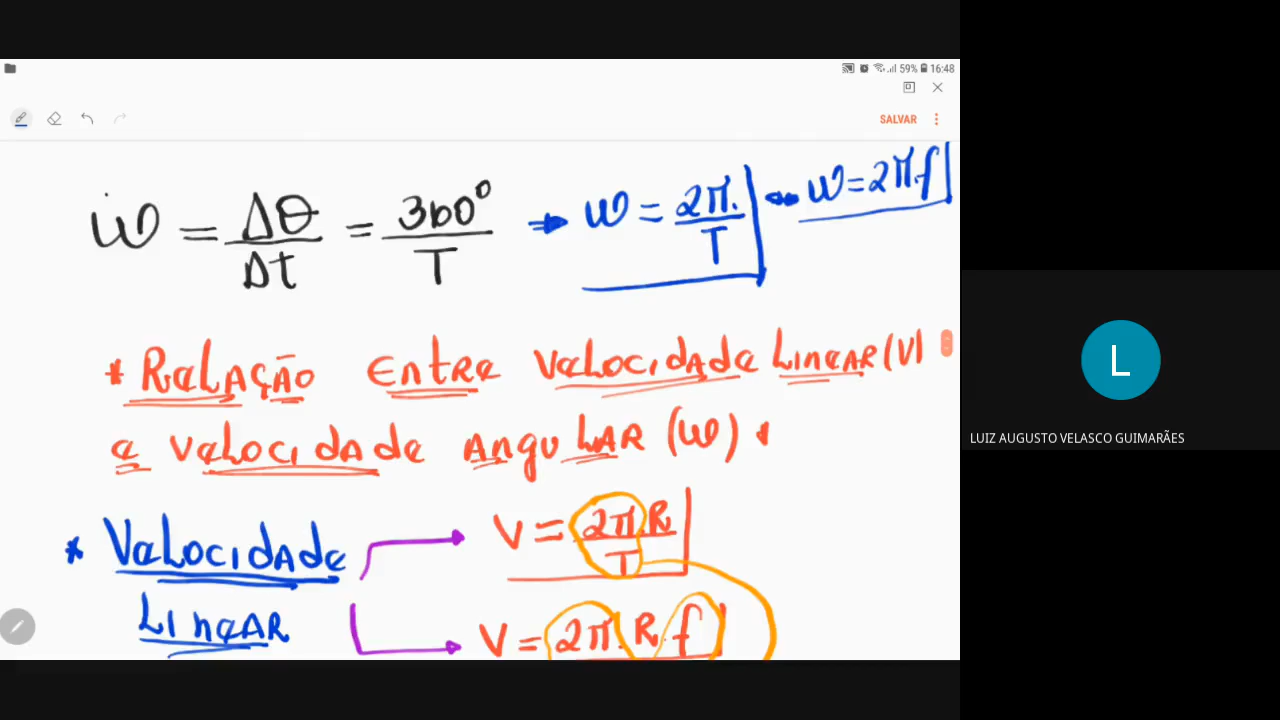 59% 16:48
SALVAR
ω = Δθ/Δt = 360°/T → ω = 2π./T → ω = 2π.f
* Relação Entre Velocidade Linear (V)
e velocidade Angular (ω) *
* Velocidade V = 2π.R/T
Linear V = 2π.R.f
L
LUIZ AUGUSTO VELASCO GUIMARÃES